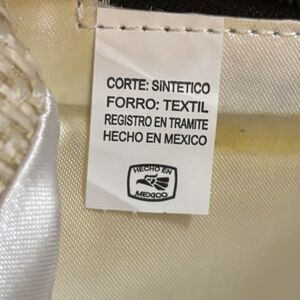 CORTE: SINTETICO
FORRO: TEXTIL
REGISTRO EN TRAMITE
HECHO EN MEXICO
HECHO EN
MEXICO